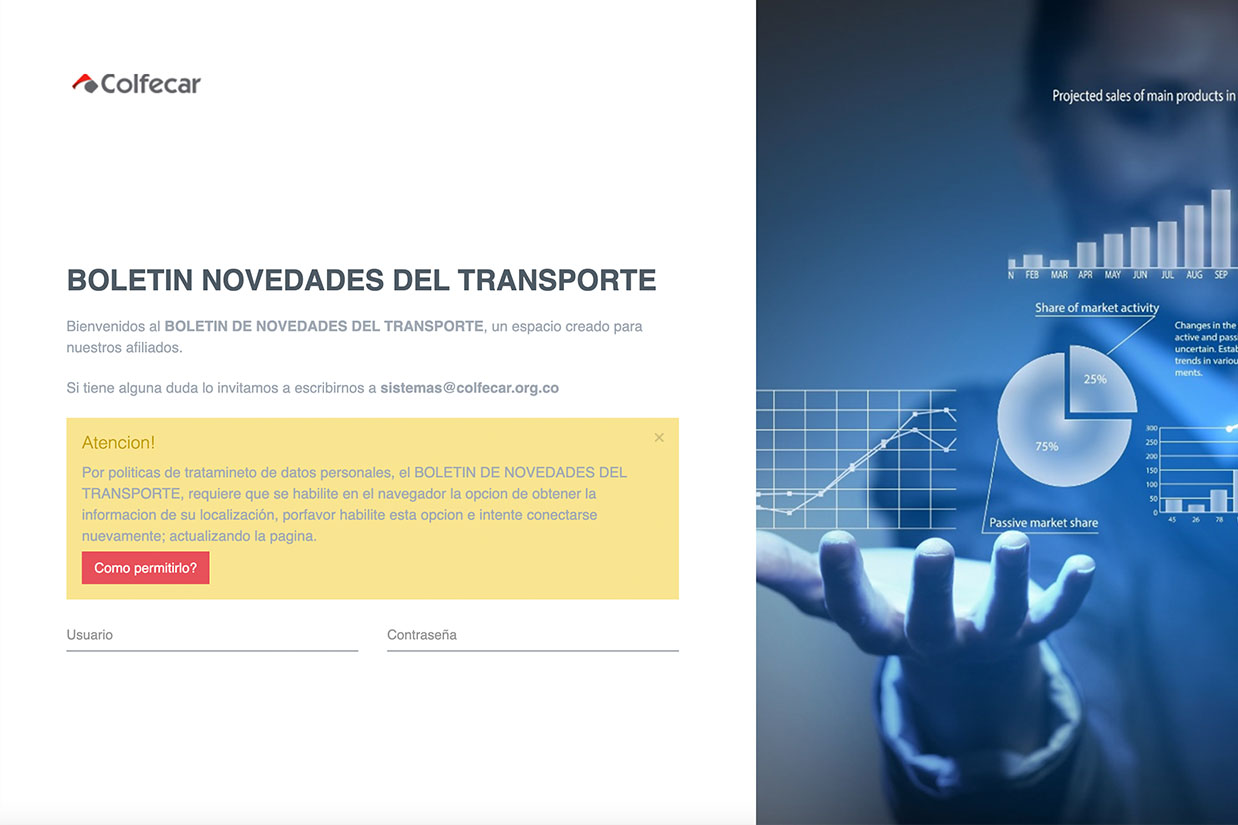 Colfecar
BOLETIN NOVEDADES DEL TRANSPORTE
Bienvenidos al BOLETIN DE NOVEDADES DEL TRANSPORTE, un espacio creado para
nuestros afiliados.
Si tiene alguna duda lo invitamos a escribirnos a sistemas@colfecar.org.co
Atencion!
×
Por politicas de tratamineto de datos personales, el BOLETIN DE NOVEDADES DEL
TRANSPORTE, requiere que se habilite en el navegador la opcion de obtener la
informacion de su localización, porfavor habilite esta opcion e intente conectarse
nuevamente; actualizando la pagina.
Como permitirlo?
Usuario
Contraseña
Projected sales of main products in
N FEB MAR APR MAY JUN JUL AUG SEP
Share of market activity
Changes in the
active and pass
uncertain. Estab
trends in variou
ments.
25%
75%
Passive market share
300
250
200
150
100
50
0
45 26 78